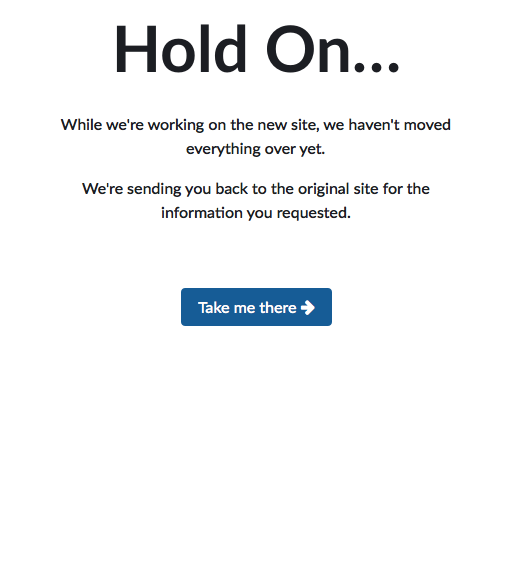 Hold On...
While we're working on the new site, we haven't moved
everything over yet.
We're sending you back to the original site for the
information you requested.
Take me there